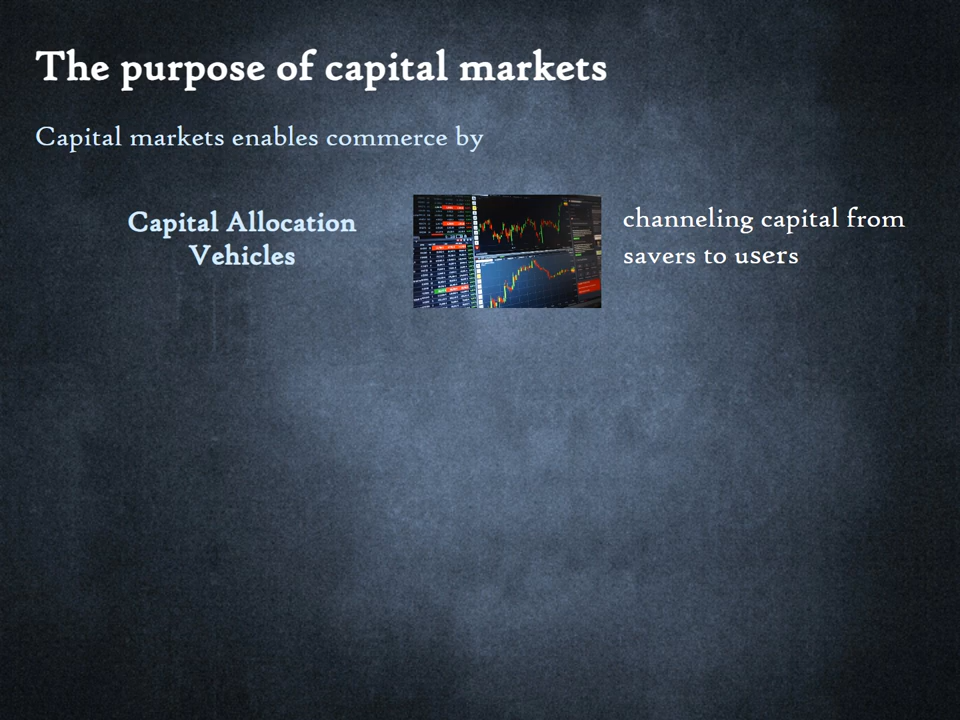 The purpose of capital markets
Capital markets enables commerce by
Capital Allocation
Vehicles
channeling capital from
savers to users